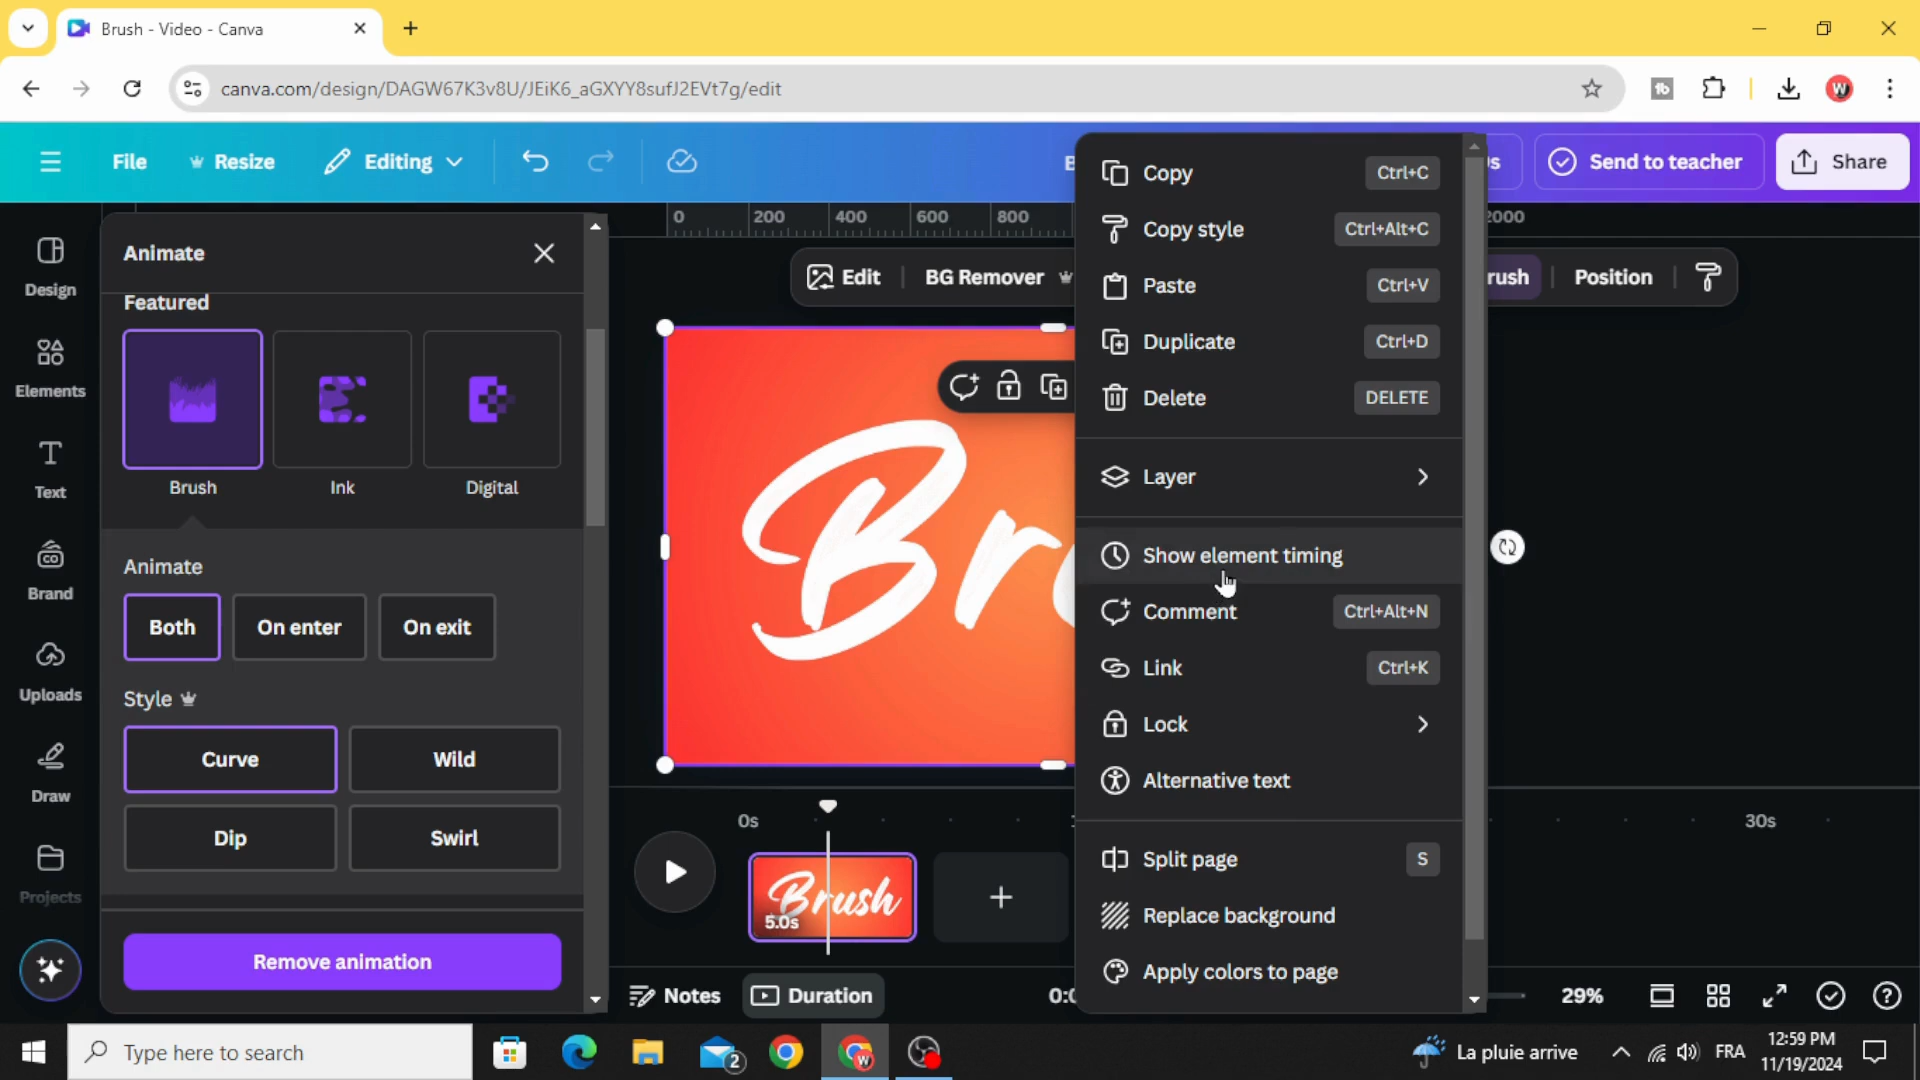 Brush - Video - Canva
canva.com/design/DAGW67K3v8U/JEiK6_aGXYY8sufJ2EVt7g/edit
File
Resize
Editing
Send to teacher
Share
0 200 400 600 800 2000
Design
Elements
Text
Brand
Uploads
Draw
Projects
Animate
Featured
Brush
Ink
Digital
Animate
Both
On enter
On exit
Style
Curve
Wild
Dip
Swirl
Remove animation
Edit
BG Remover
rush
Position
Bru
Copy Ctrl+C
Copy style Ctrl+Alt+C
Paste Ctrl+V
Duplicate Ctrl+D
Delete DELETE
Layer
Show element timing
Comment Ctrl+Alt+N
Link Ctrl+K
Lock
Alternative text
Split page S
Replace background
Apply colors to page
0s
30s
Brush
5.0s
Notes
Duration
29%
Type here to search
2
W
La pluie arrive
FRA
12:59 PM
11/19/2024